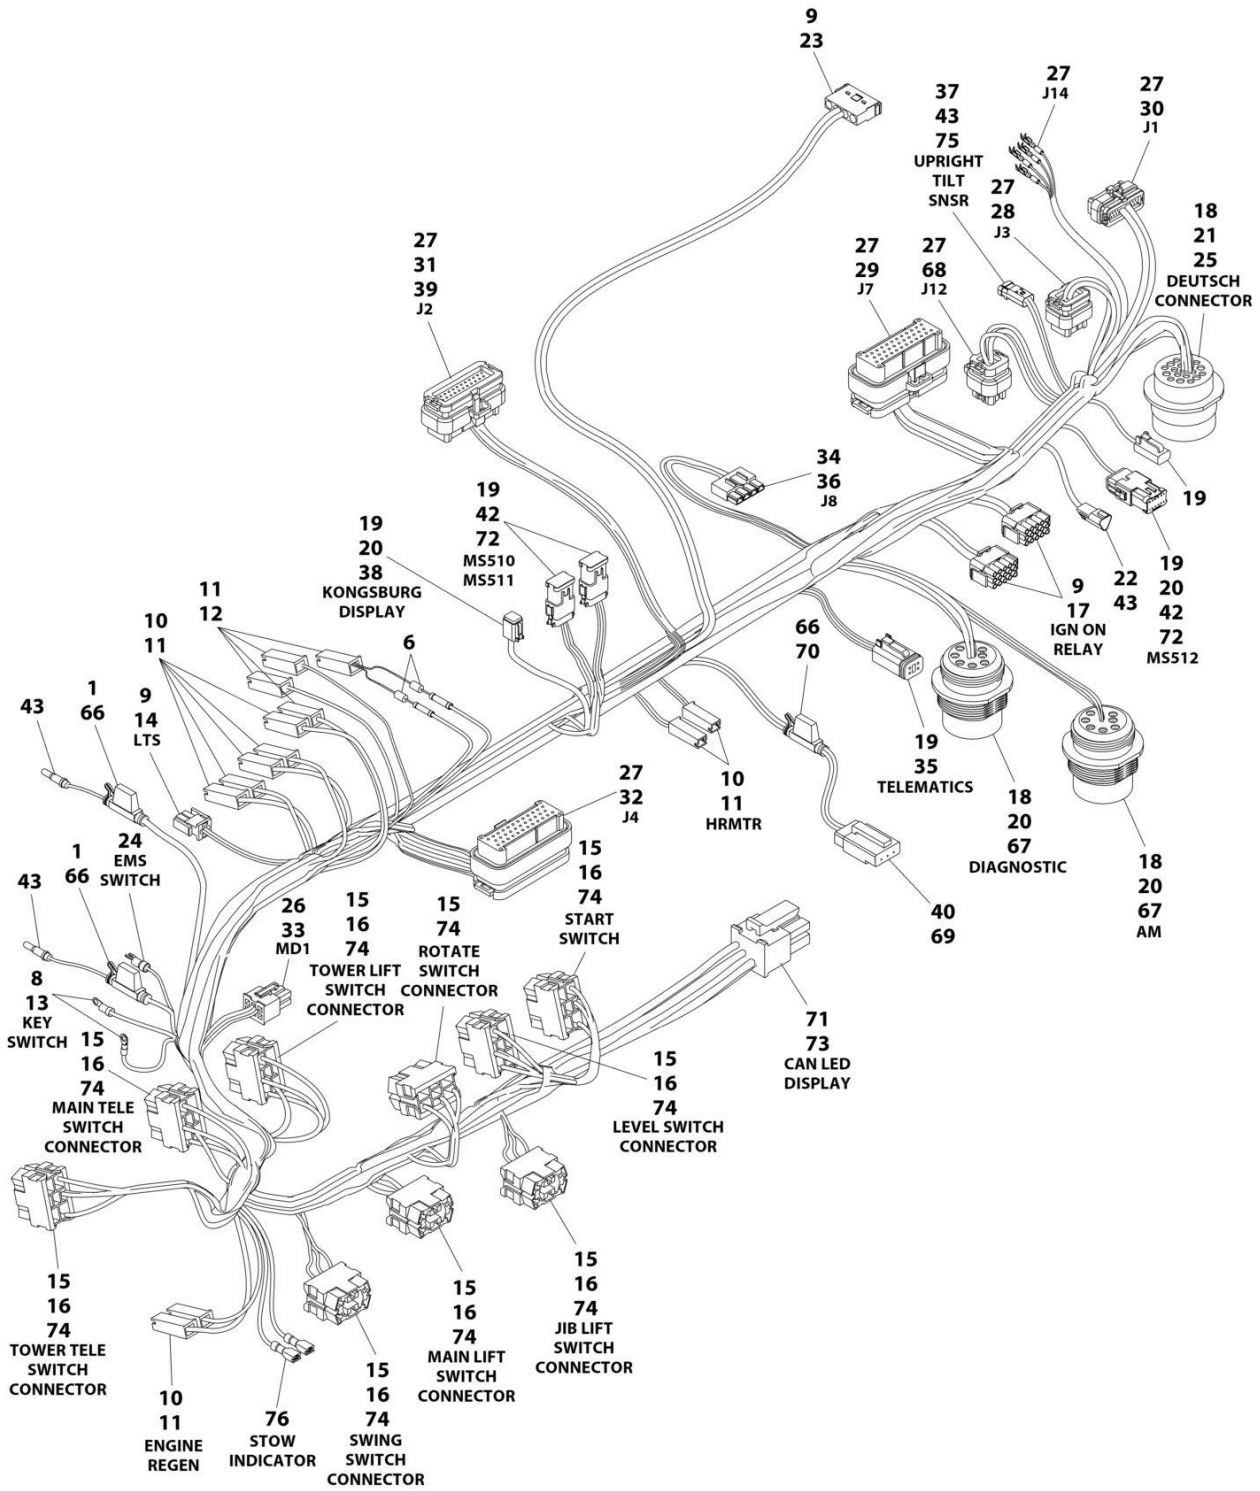 9
23
27
J14
27
30
J1
37
43
75
UPRIGHT
TILT
SNSR
27
28
J3
18
21
25
DEUTSCH
CONNECTOR
27
31
39
J2
27
29
J7
27
68
J12
34
36
J8
19
19
42
72
MS510
MS511
19
20
38
KONGSBURG
DISPLAY
22
43
19
20
42
72
MS512
9
17
IGN ON
RELAY
11
12
10
11
6
66
70
9
14
LTS
1
66
43
19
35
TELEMATICS
10
11
HRMTR
27
32
J4
18
20
67
DIAGNOSTIC
18
20
67
AM
24
EMS
SWITCH
1
66
43
15
16
74
START
SWITCH
40
69
26
33
MD1
15
16
74
TOWER LIFT
SWITCH
CONNECTOR
15
74
ROTATE
SWITCH
CONNECTOR
8
13
KEY
SWITCH
71
73
CAN LED
DISPLAY
15
16
74
MAIN TELE
SWITCH
CONNECTOR
15
16
74
LEVEL SWITCH
CONNECTOR
15
16
74
TOWER TELE
SWITCH
CONNECTOR
15
16
74
JIB LIFT
SWITCH
CONNECTOR
15
16
74
MAIN LIFT
SWITCH
CONNECTOR
10
11
ENGINE
REGEN
76
STOW
INDICATOR
15
16
74
SWING
SWITCH
CONNECTOR